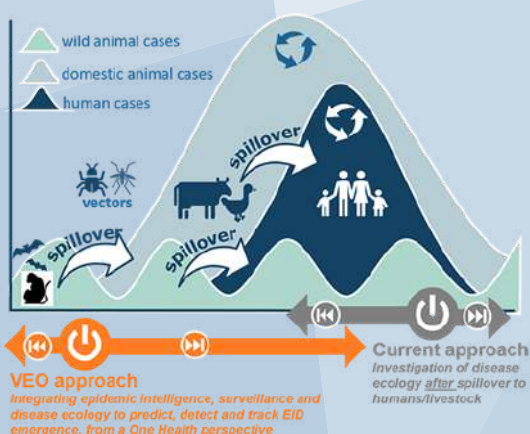 wild animal cases
domestic animal cases
human cases
vectors
spillover
spillover
spillover
VEO approach
Integrating epidemic intelligence, surveillance and
disease ecology to predict, detect and track EID
emergence, from a One Health perspective
Current approach
Investigation of disease
ecology after spillover to
humans/livestock